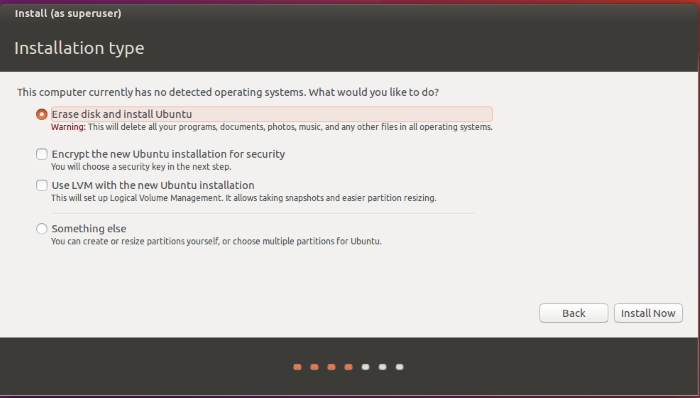 Install (as superuser)
Installation type
This computer currently has no detected operating systems. What would you like to do?
Erase disk and install Ubuntu
Warning: This will delete all your programs, documents, photos, music, and any other files in all operating systems.
Encrypt the new Ubuntu installation for security
You will choose a security key in the next step.
Use LVM with the new Ubuntu installation
This will set up Logical Volume Management. It allows taking snapshots and easier partition resizing.
Something else
You can create or resize partitions yourself, or choose multiple partitions for Ubuntu.
Back
Install Now